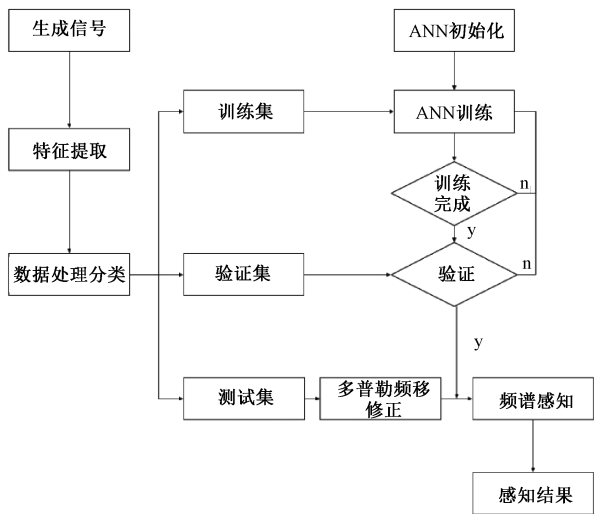 生成信号
ANN初始化
训练集
ANN训练
特征提取
训练
完成
n
y
数据处理分类
验证集
验证
n
y
测试集
多普勒频移
修正
频谱感知
感知结果